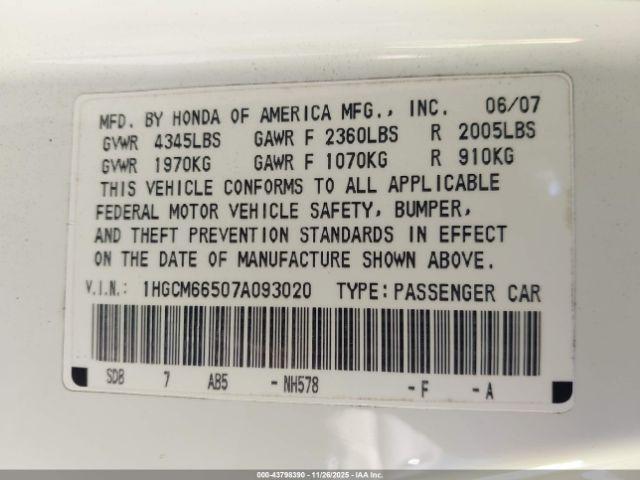 MFD. BY HONDA OF AMERICA MFG., INC. 06/07
GVWR 4345LBS GAWR F 2360LBS R 2005LBS
GVWR 1970KG GAWR F 1070KG R 910KG
THIS VEHICLE CONFORMS TO ALL APPLICABLE
FEDERAL MOTOR VEHICLE SAFETY, BUMPER,
AND THEFT PREVENTION STANDARDS IN EFFECT
ON THE DATE OF MANUFACTURE SHOWN ABOVE.
V.I.N.: 1HGCM66507A093020 TYPE:PASSENGER CAR
SDB 7 AB5 -NH578 -F -A
000-43798390 - 11/26/2025 - IAA Inc.